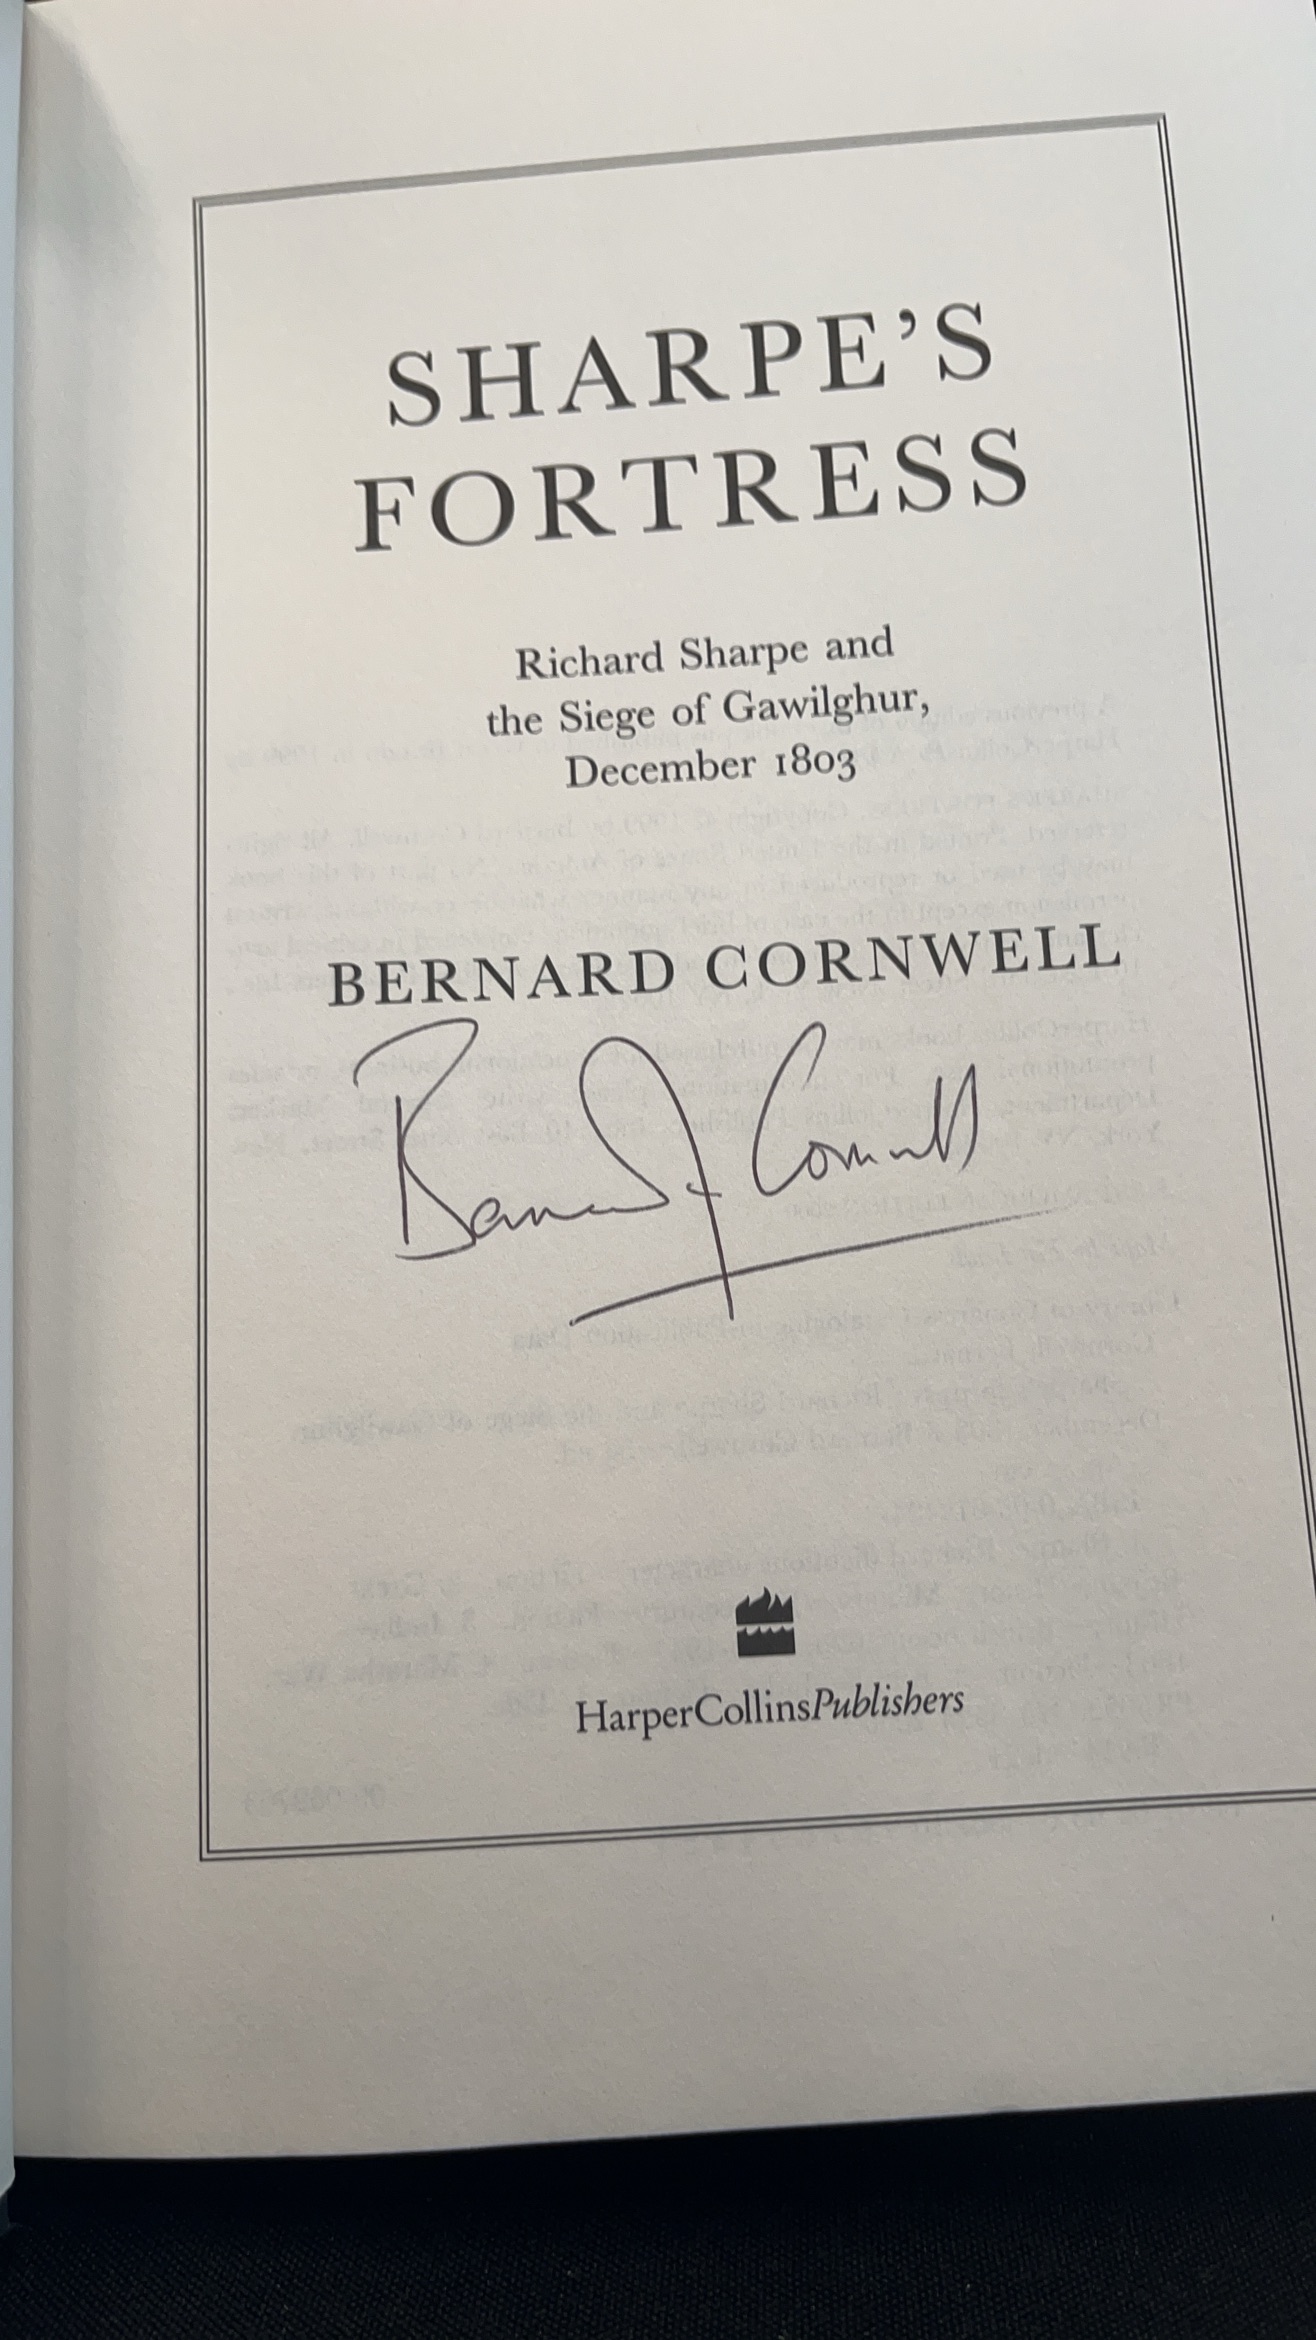 SHARPE'S
FORTRESS
Richard Sharpe and
the Siege of Gawilghur,
December 1803
BERNARD CORNWELL
Bernard Cornwell
HarperCollinsPublishers